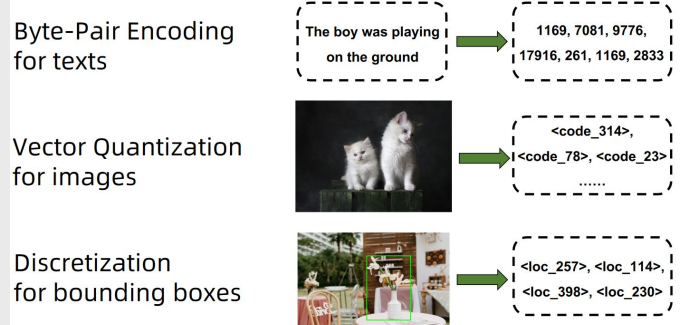 Byte-Pair Encoding
for texts
The boy was playing
on the ground
1169, 7081, 9776,
17916, 261, 1169, 2833
Vector Quantization
for images
<code_314>,
<code_78>, <code_23>
......
Discretization
for bounding boxes
<loc_257>, <loc_114>,
<loc_398>, <loc_230>